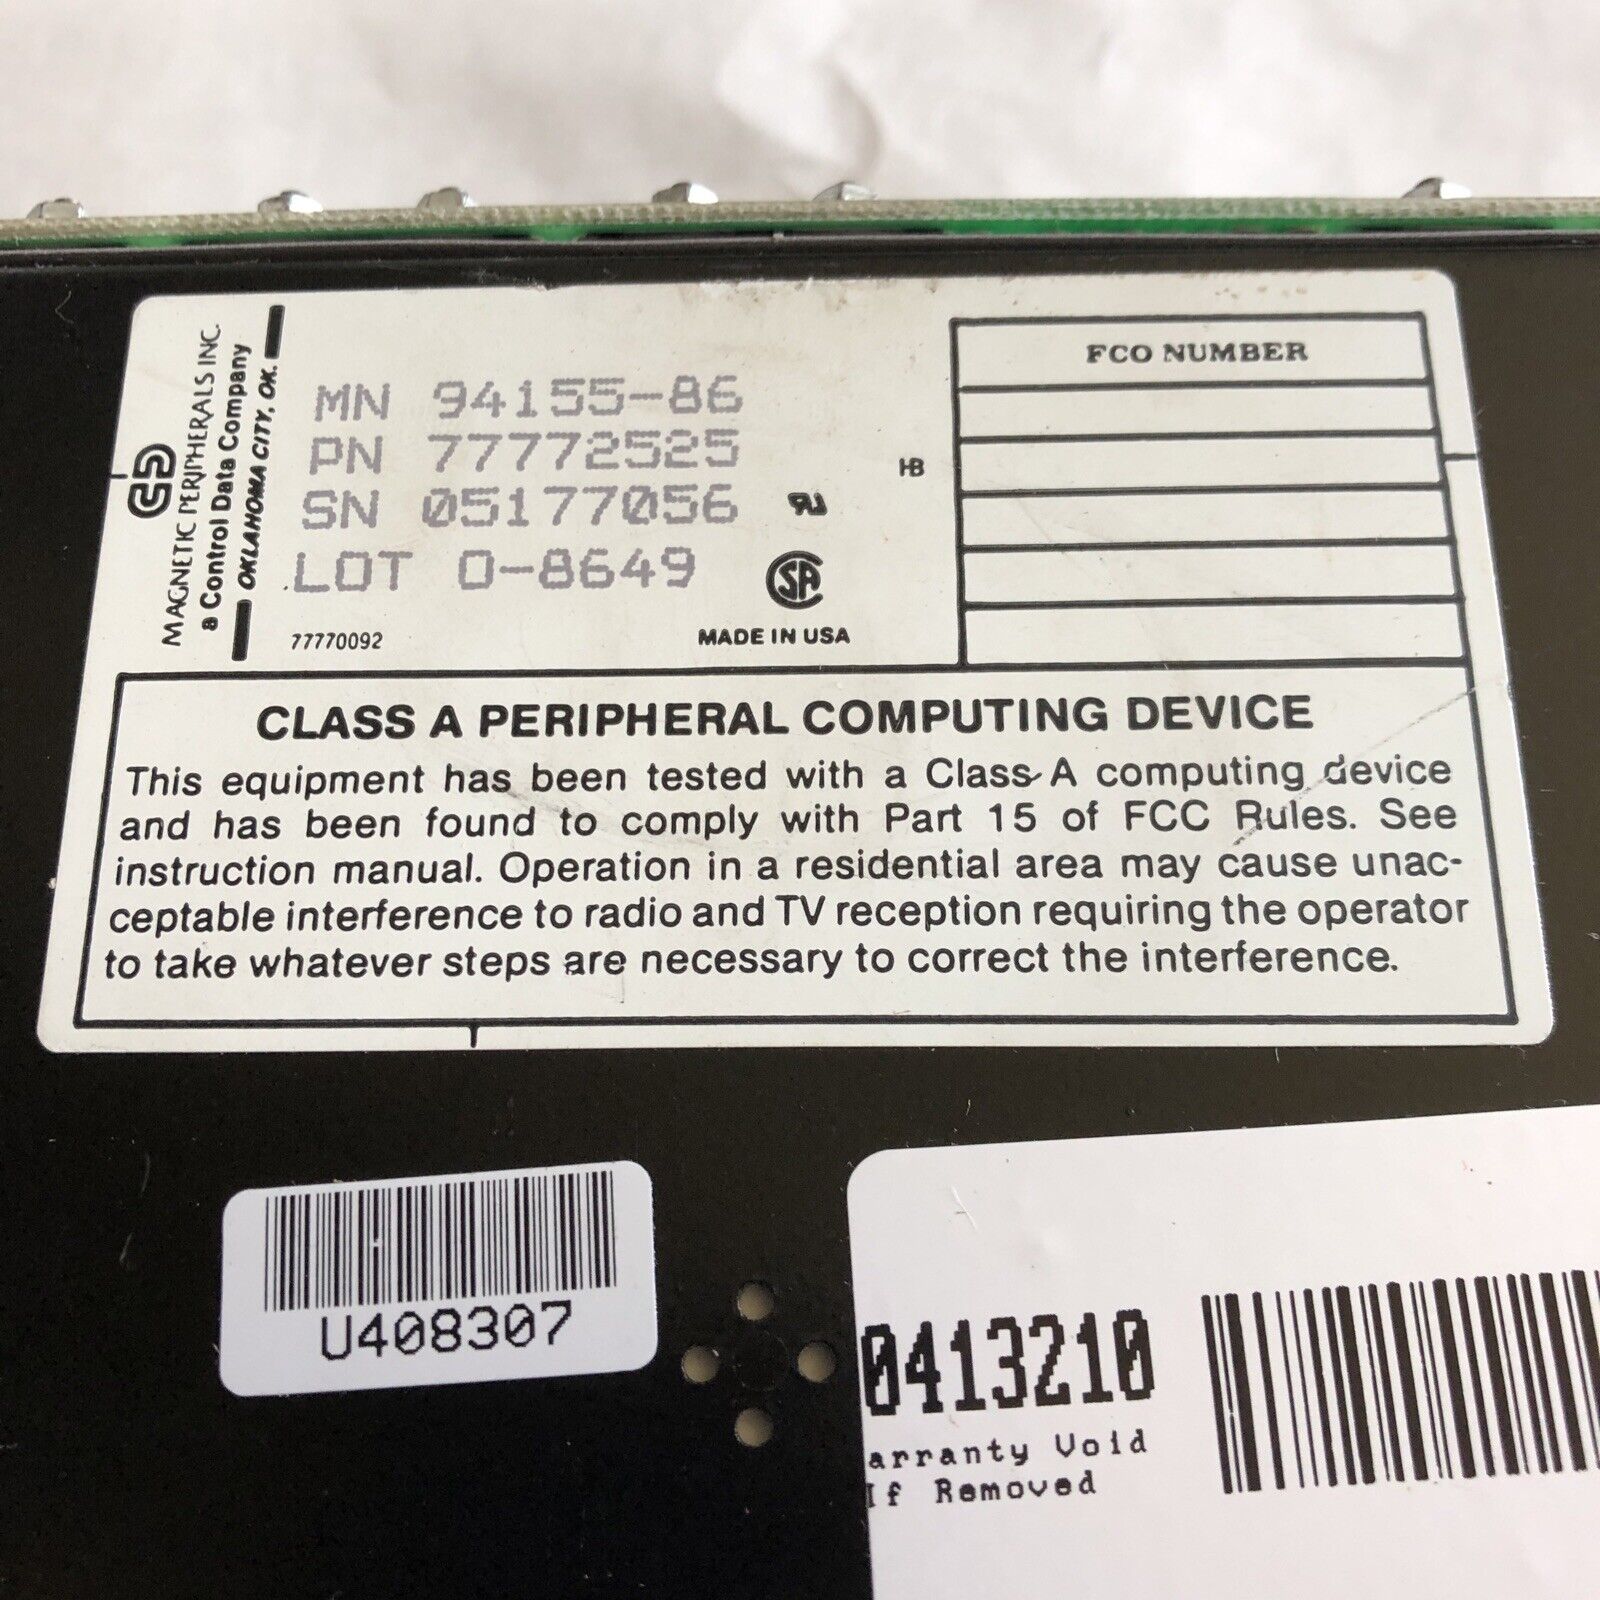 MAGNETIC PERIPHERALS INC.
a Control Data Company
OKLAHOMA CITY, OK.
MN 94155-86
PN 77772525
SN 05177056
LOT O-8649
77770092
HB
MADE IN USA
FCO NUMBER
CLASS A PERIPHERAL COMPUTING DEVICE
This equipment has been tested with a Class A computing device
and has been found to comply with Part 15 of FCC Rules. See
instruction manual. Operation in a residential area may cause unac-
ceptable interference to radio and TV reception requiring the operator
to take whatever steps are necessary to correct the interference.
U408307
0413210
arranty Void
If Removed